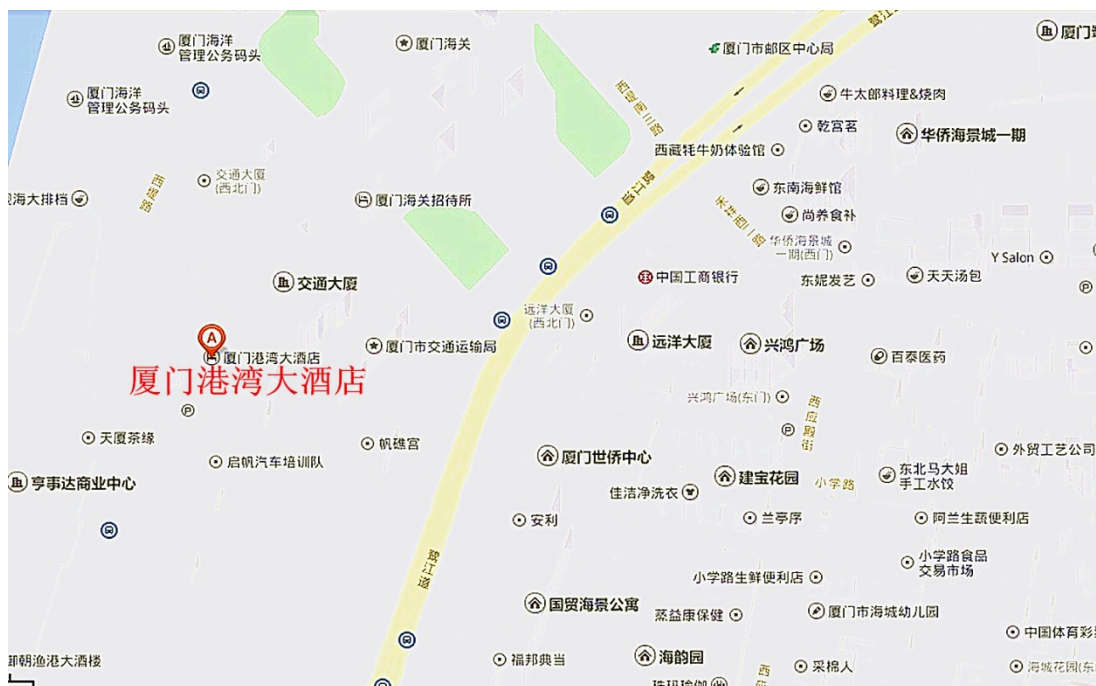 厦门海洋
管理公务码头
厦门海关
厦门市邮区中心局
鹭江道
厦门海洋
管理公务码头
牛太郎料理&烧肉
乾宫茗
华侨海景城一期
西藏牦牛奶体验馆
交通大厦
(西北门)
海大排档
厦门海关招待所
东南海鲜馆
尚养食补
华侨海景城
一期(西门)
Y Salon
交通大厦
中国工商银行
东妮发艺
天天汤包
远洋大厦
(西北门)
A
厦门港湾大酒店
厦门市交通运输局
远洋大厦
兴鸿广场
百泰医药
厦门港湾大酒店
兴鸿广场(东门)
西应殿街
P
P
P
天厦茶缘
帆礁宫
外贸工艺公司
启帆汽车培训队
厦门世侨中心
亨事达商业中心
建宝花园
小学路
东北马大姐
手工水饺
佳洁净洗衣
安利
兰亭序
阿兰生蔬便利店
鹭江道
小学路食品
交易市场
小学路生鲜便利店
国贸海景公寓
蒸益康保健
厦门市海城幼儿园
中国体育彩
御朝渔港大酒楼
福邦典当
海韵园
采棉人
海城花园(东